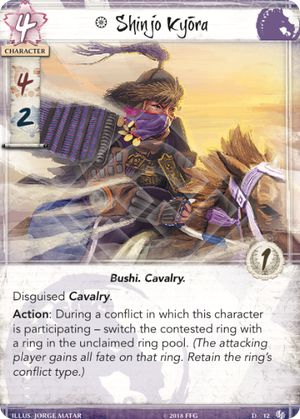 4
Shinjo Kyōra
CHARACTER
4
2
Bushi. Cavalry.
1
Disguised Cavalry.
Action: During a conflict in which this character
is participating – switch the contested ring with
a ring in the unclaimed ring pool. (The attacking
player gains all fate on that ring. Retain the ring's
conflict type.)
ILLUS. JORGE MATAR © 2018 FFG D 12